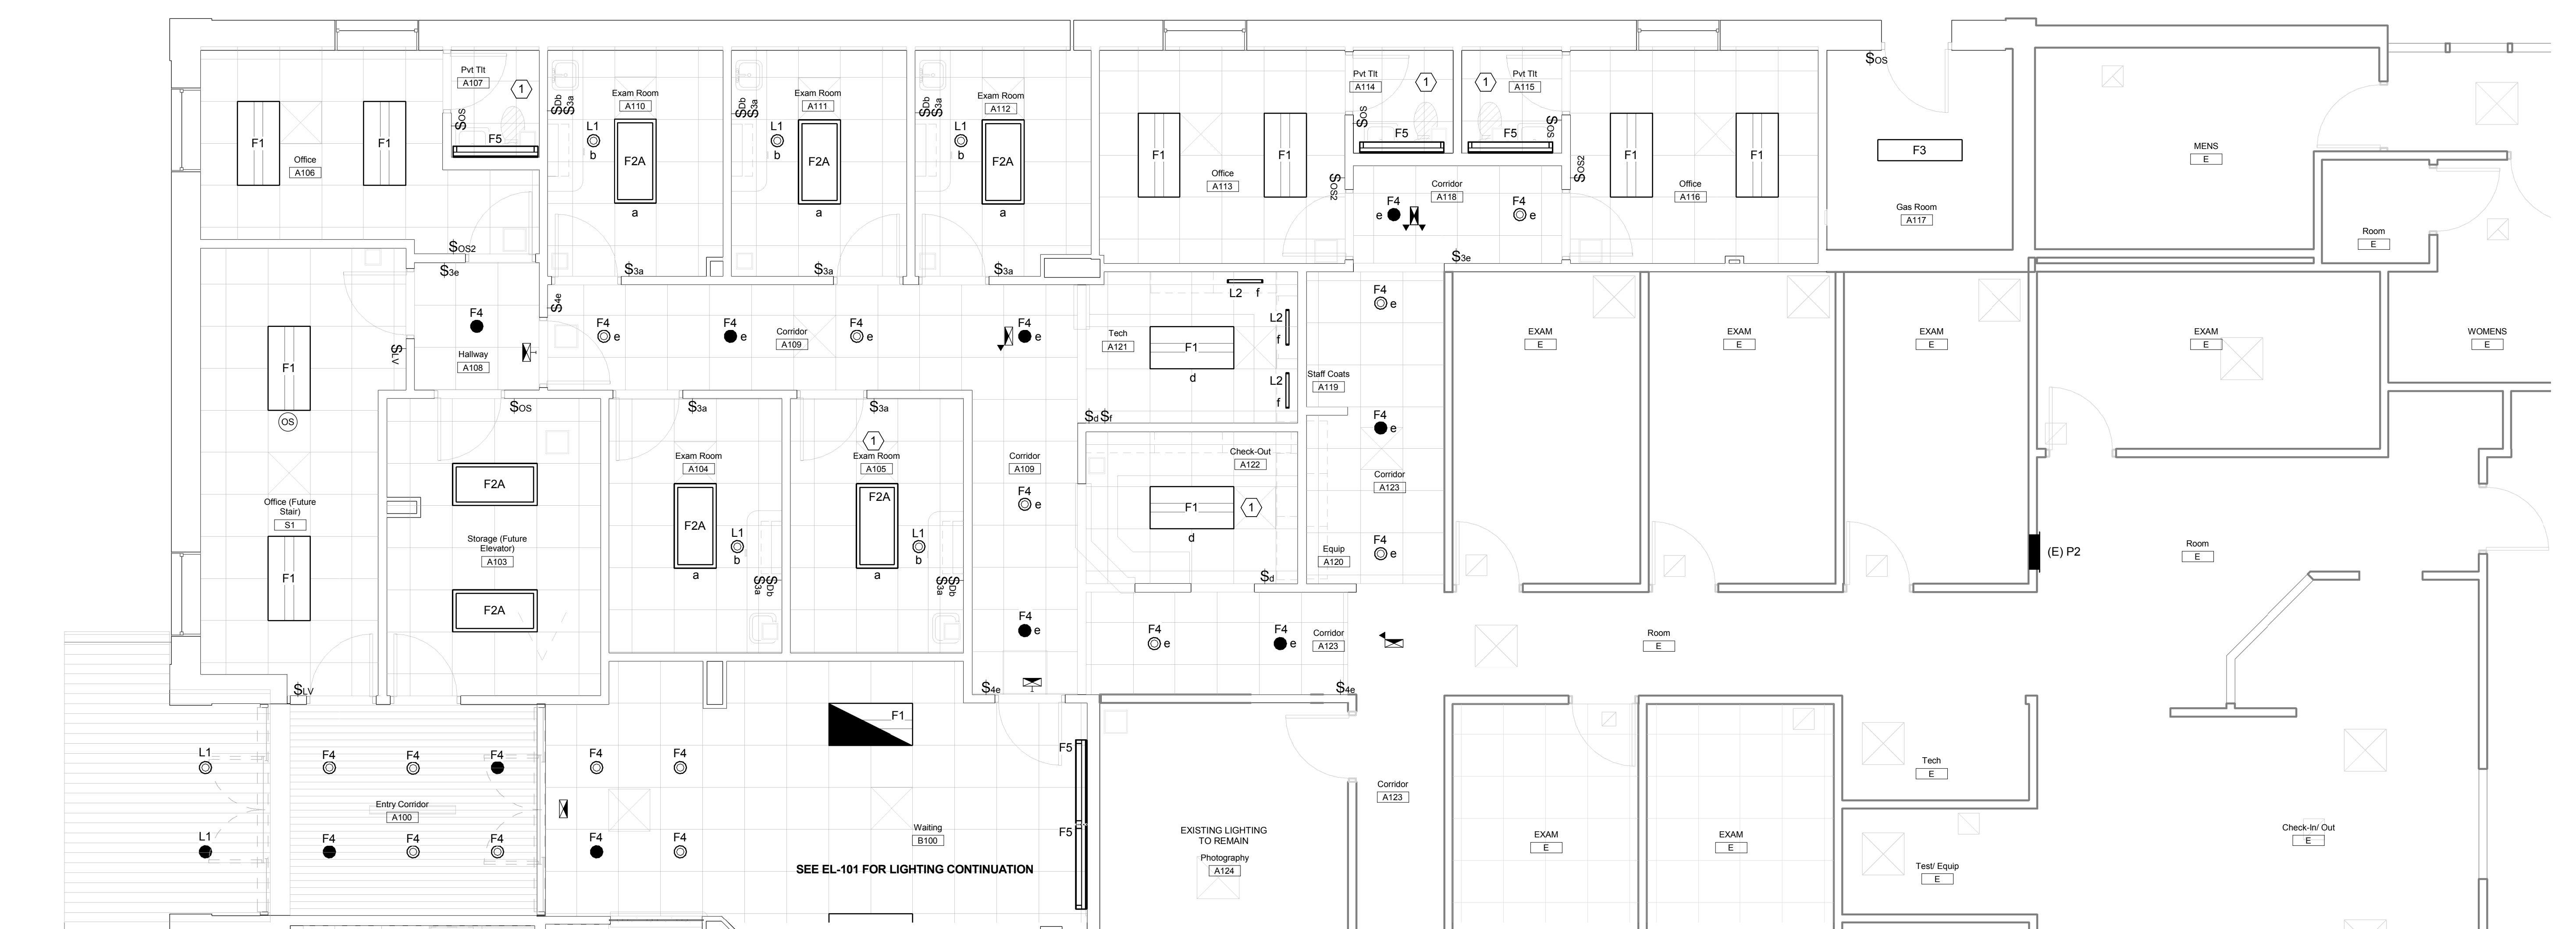 Pvt Tlt
A107
1
$OS
F5
F1
F1
Office
A106
$OS2
Exam Room
A110
$Db
$3a
L1
b
F2A
a
$3a
Exam Room
A111
$Db
$3a
L1
b
F2A
a
$3a
Exam Room
A112
$Db
$3a
L1
b
F2A
a
$3a
F1
F1
Office
A113
$OS2
Pvt Tlt
A114
1
$OS
F5
Pvt Tlt
A115
1
$OS
F5
Corridor
A118
F4
e
F4
e
$3e
$OS2
F1
F1
Office
A116
$OS
F3
Gas Room
A117
MENS
E
Room
E
$3e
F4
Hallway
A108
$LV
$4e
F4
e
F4
e
Corridor
A109
F4
e
F4
e
L2
f
L2
f
L2
f
Tech
A121
F1
d
$d $f
F4
e
Staff Coats
A119
F4
e
Corridor
A123
Equip
A120
F4
e
EXAM
E
EXAM
E
EXAM
E
EXAM
E
WOMENS
E
F1
OS
Office (Future
Stair)
S1
F1
$LV
$OS
F2A
Storage (Future
Elevator)
A103
F2A
$3a
Exam Room
A104
F2A
a
L1
b
$3a
$Db
$3a
1
Exam Room
A105
F2A
a
L1
b
$3a
$Db
Corridor
A109
F4
e
F4
e
$4e
Check-Out
A122
F1
1
d
$d
F4
e
F4
e
Corridor
A123
$4e
(E) P2
Room
E
Room
E
L1
F4
F4
F4
Entry Corridor
A100
L1
F4
F4
F4
F4
F4
F4
F4
F1
F5
F5
Waiting
B100
SEE EL-101 FOR LIGHTING CONTINUATION
EXISTING LIGHTING
TO REMAIN
Photography
A124
Corridor
A123
EXAM
E
EXAM
E
Tech
E
Test/ Equip
E
Check-In/ Out
E